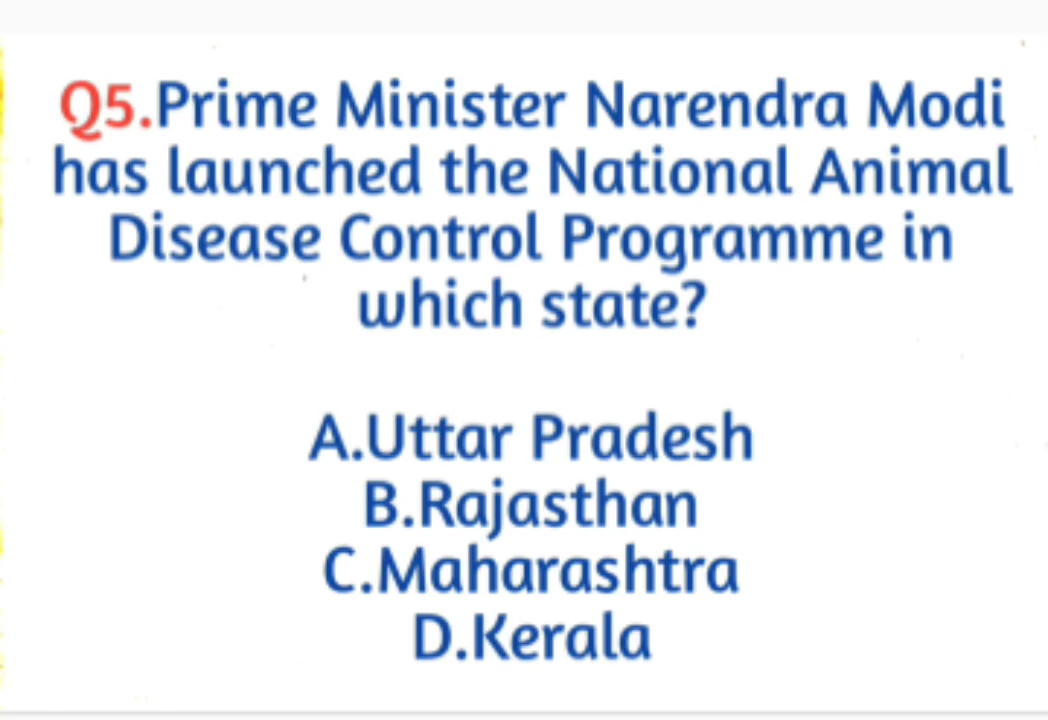 Q5.Prime Minister Narendra Modi
has launched the National Animal
Disease Control Programme in
which state?
A.Uttar Pradesh
B.Rajasthan
C.Maharashtra
D.Kerala